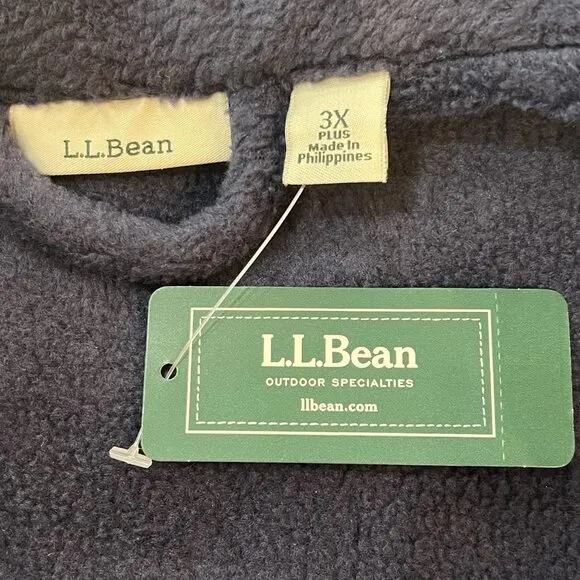 L.L.Bean
3X
PLUS
Made In
Philippines
L.L.Bean
OUTDOOR SPECIALTIES
llbean.com